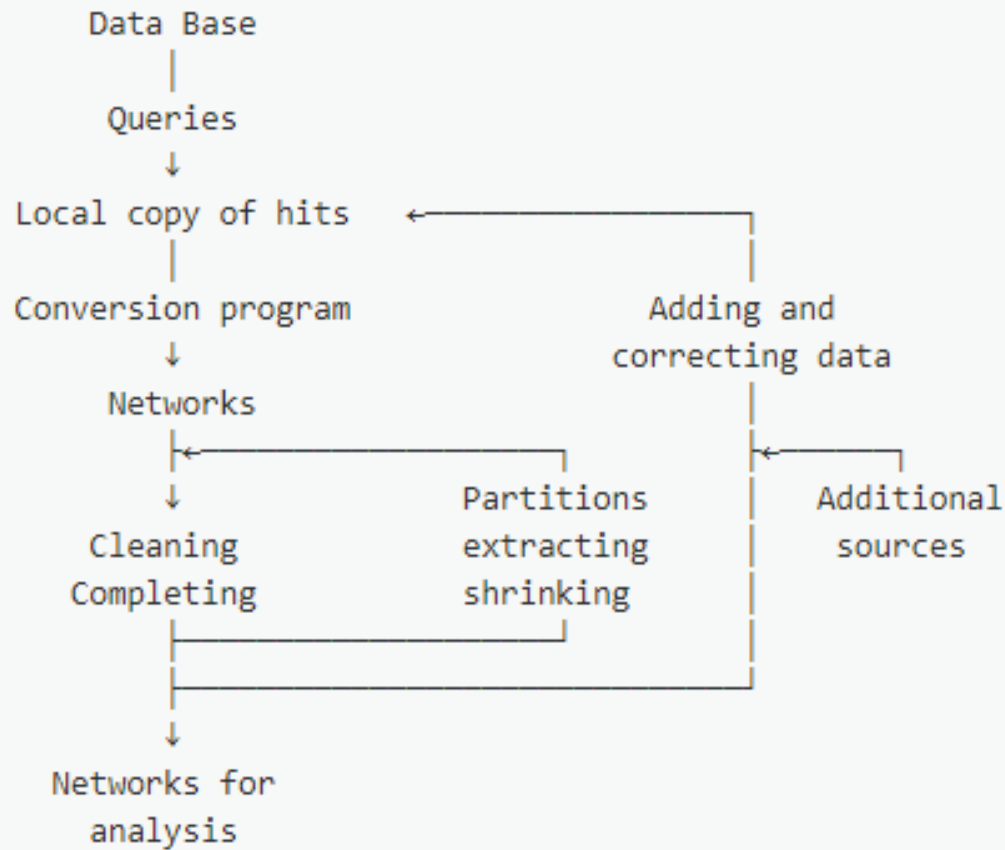 Data Base
Queries
Local copy of hits
Conversion program
Adding and
correcting data
Networks
Partitions
extracting
shrinking
Additional
sources
Cleaning
Completing
Networks for
analysis